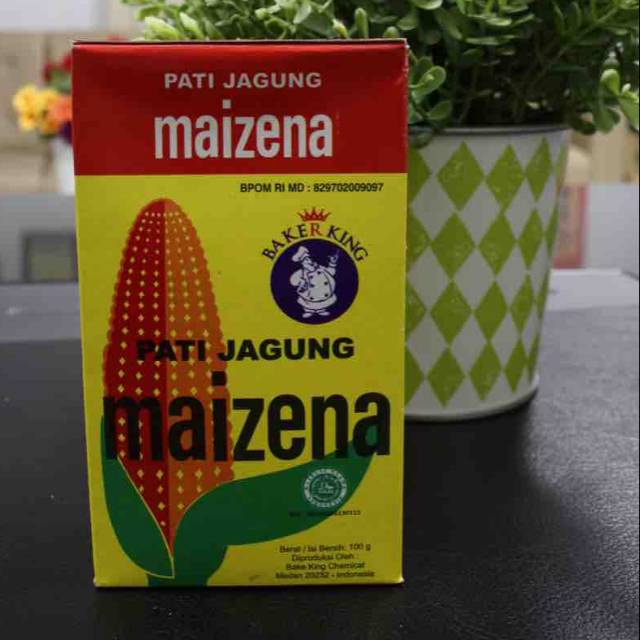 PATI JAGUNG
maizena
BPOM RI MD : 829702009097
BAKER KING
PATI JAGUNG
maizena
Berat / Isi Bersih: 100 g
Diproduksi Oleh :
Bake King Chemical
Medan 20232 - Indonesia